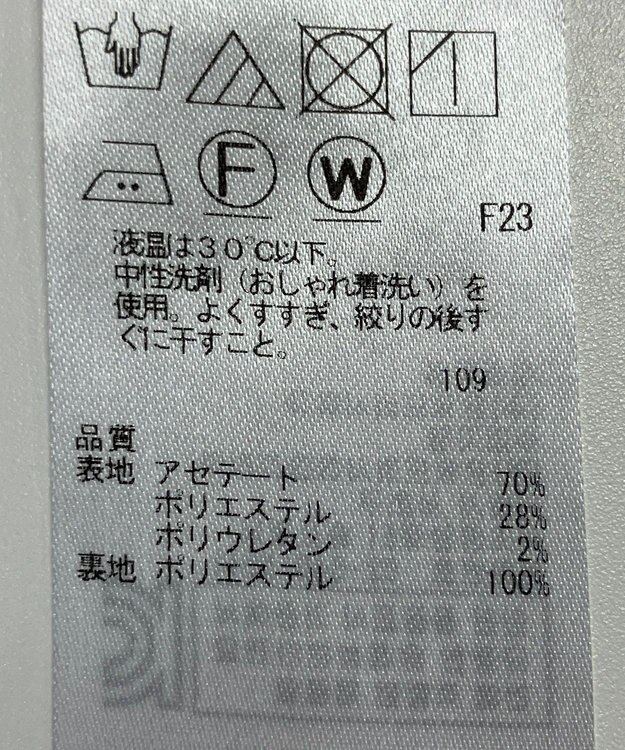 F W
F23
液温は30℃以下。
中性洗剤（おしゃれ着洗い）を
使用。よくすすぎ、絞りの後す
ぐに干すこと。
109
品質
表地 アセテート 70%
ポリエステル 28%
ポリウレタン 2%
裏地 ポリエステル 100%